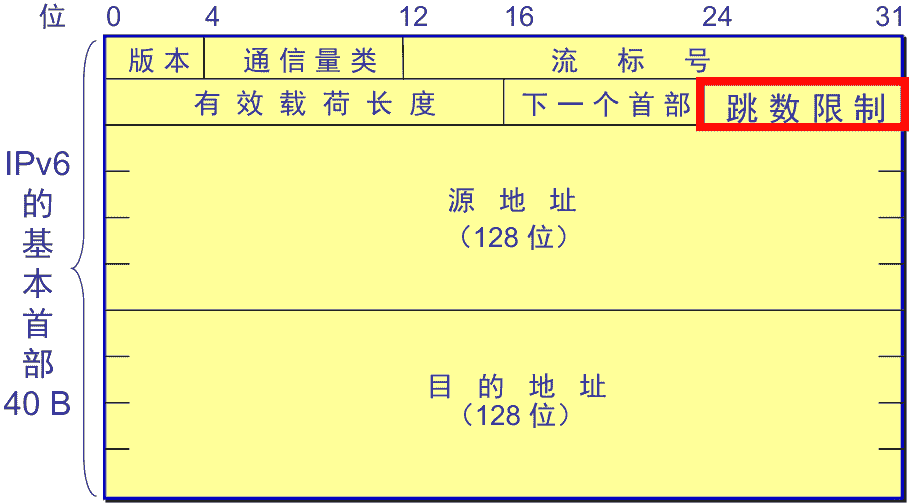 位 0 4 12 16 24 31
版本 通信量类 流标号
有效载荷长度 下一个首部 跳数限制
IPv6
的
基
本
首
部
40 B
源地址
（128 位）
目的地址
（128 位）